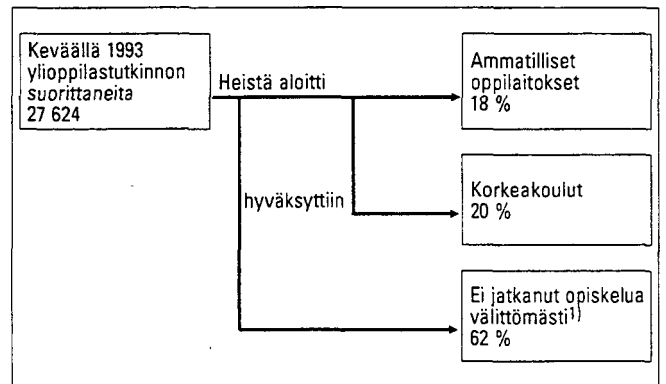 Keväällä 1993
ylioppilastutkinnon
suorittaneita
27 624
Heistä aloitti
Ammatilliset
oppilaitokset
18 %
hyväksyttiin
Korkeakoulut
20 %
Ei jatkanut opiskelua
välittömästi1)
62 %